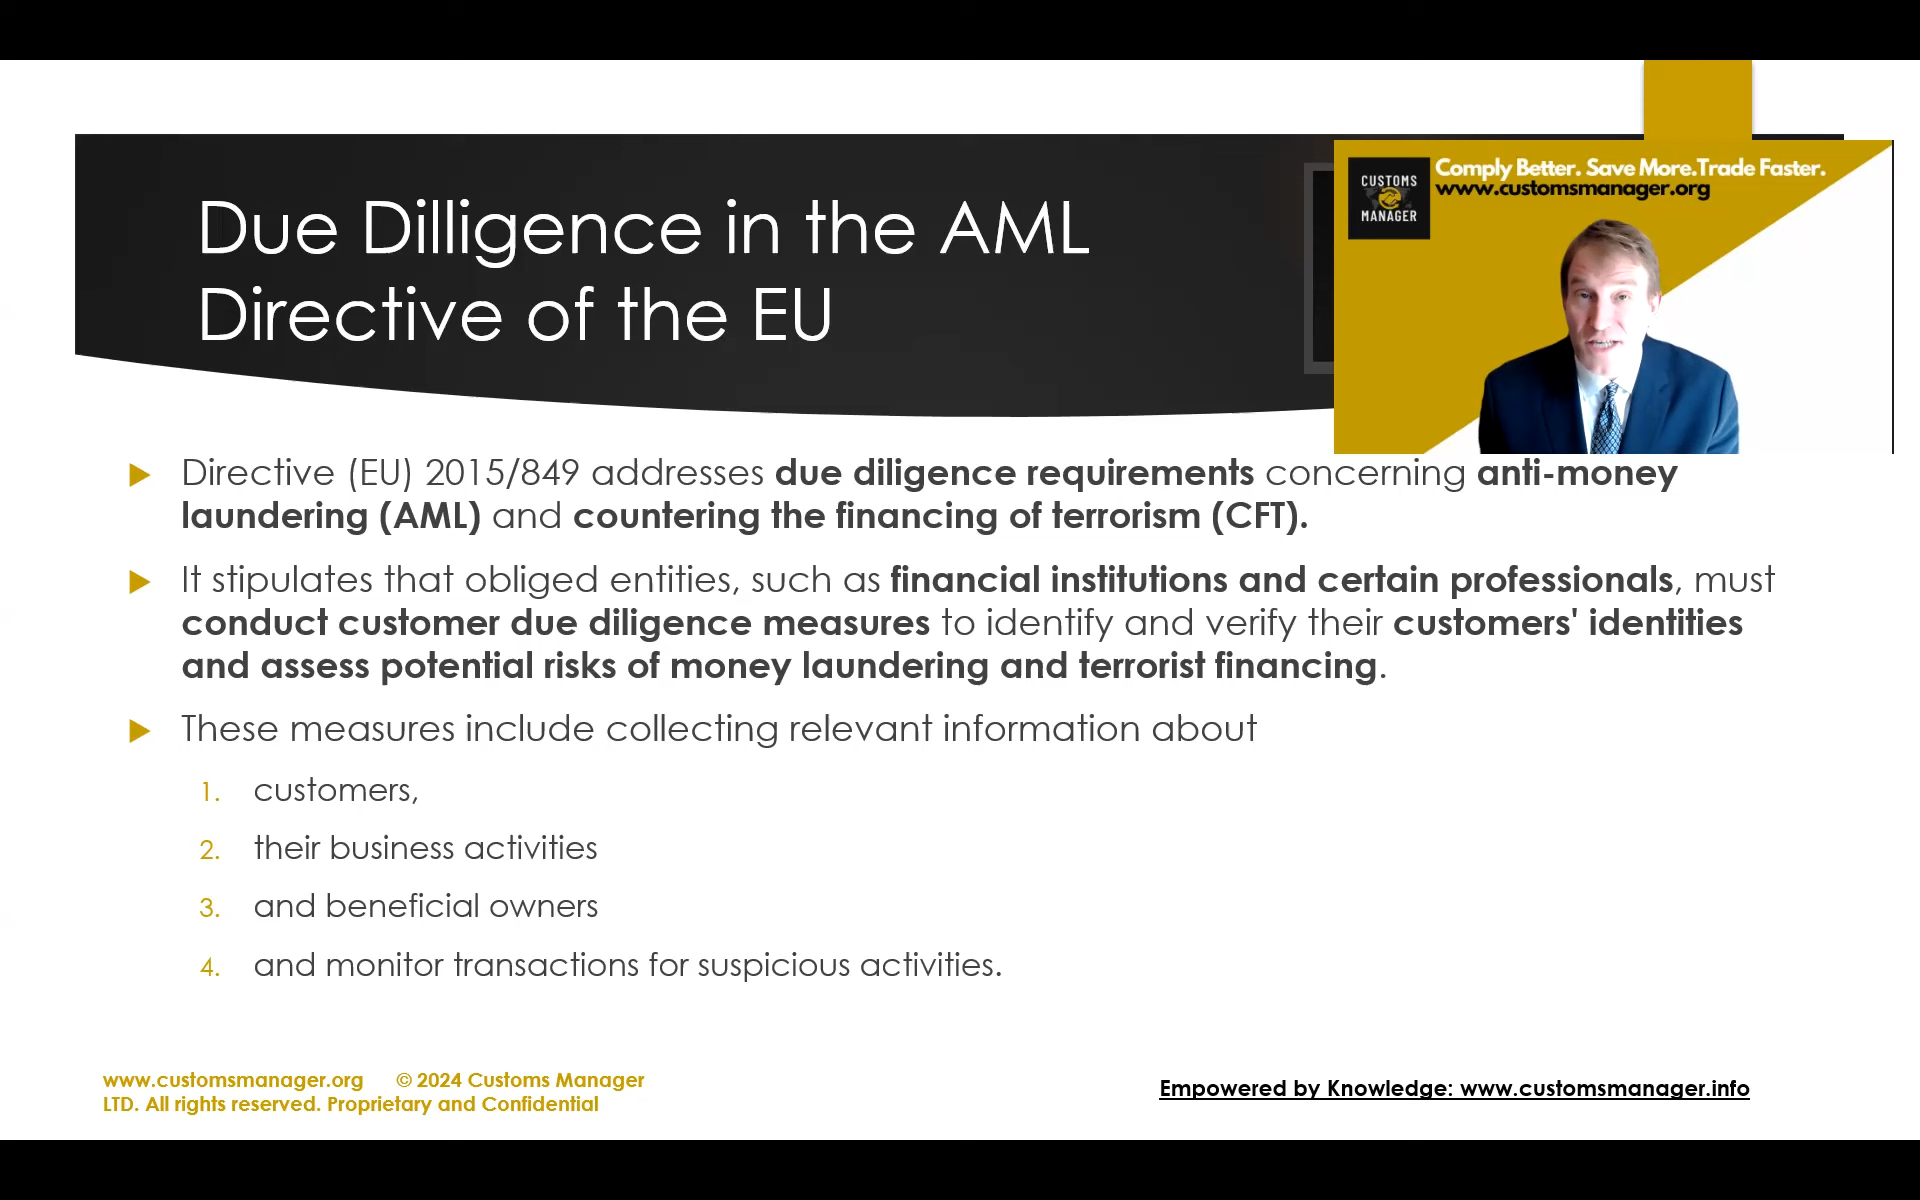 Due Dilligence in the AML
Directive of the EU
CUSTOMS
MANAGER
Comply Better. Save More.Trade Faster.
www.customsmanager.org
Directive (EU) 2015/849 addresses due diligence requirements concerning anti-money
laundering (AML) and countering the financing of terrorism (CFT).
It stipulates that obliged entities, such as financial institutions and certain professionals, must
conduct customer due diligence measures to identify and verify their customers' identities
and assess potential risks of money laundering and terrorist financing.
These measures include collecting relevant information about
1. customers,
2. their business activities
3. and beneficial owners
4. and monitor transactions for suspicious activities.
www.customsmanager.org © 2024 Customs Manager
LTD. All rights reserved. Proprietary and Confidential
Empowered by Knowledge: www.customsmanager.info